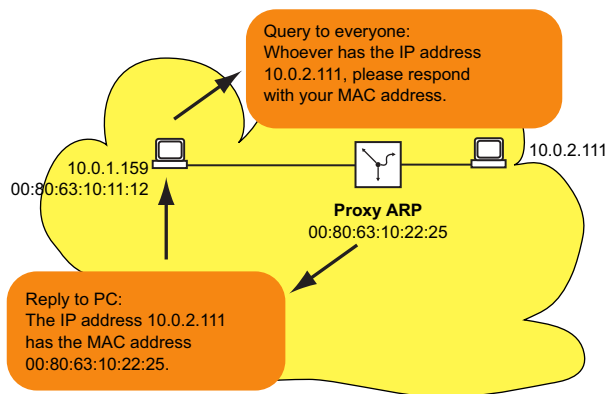 Query to everyone:
Whoever has the IP address
10.0.2.111, please respond
with your MAC address.
10.0.1.159
00:80:63:10:11:12
10.0.2.111
Proxy ARP
00:80:63:10:22:25
Reply to PC:
The IP address 10.0.2.111
has the MAC address
00:80:63:10:22:25.